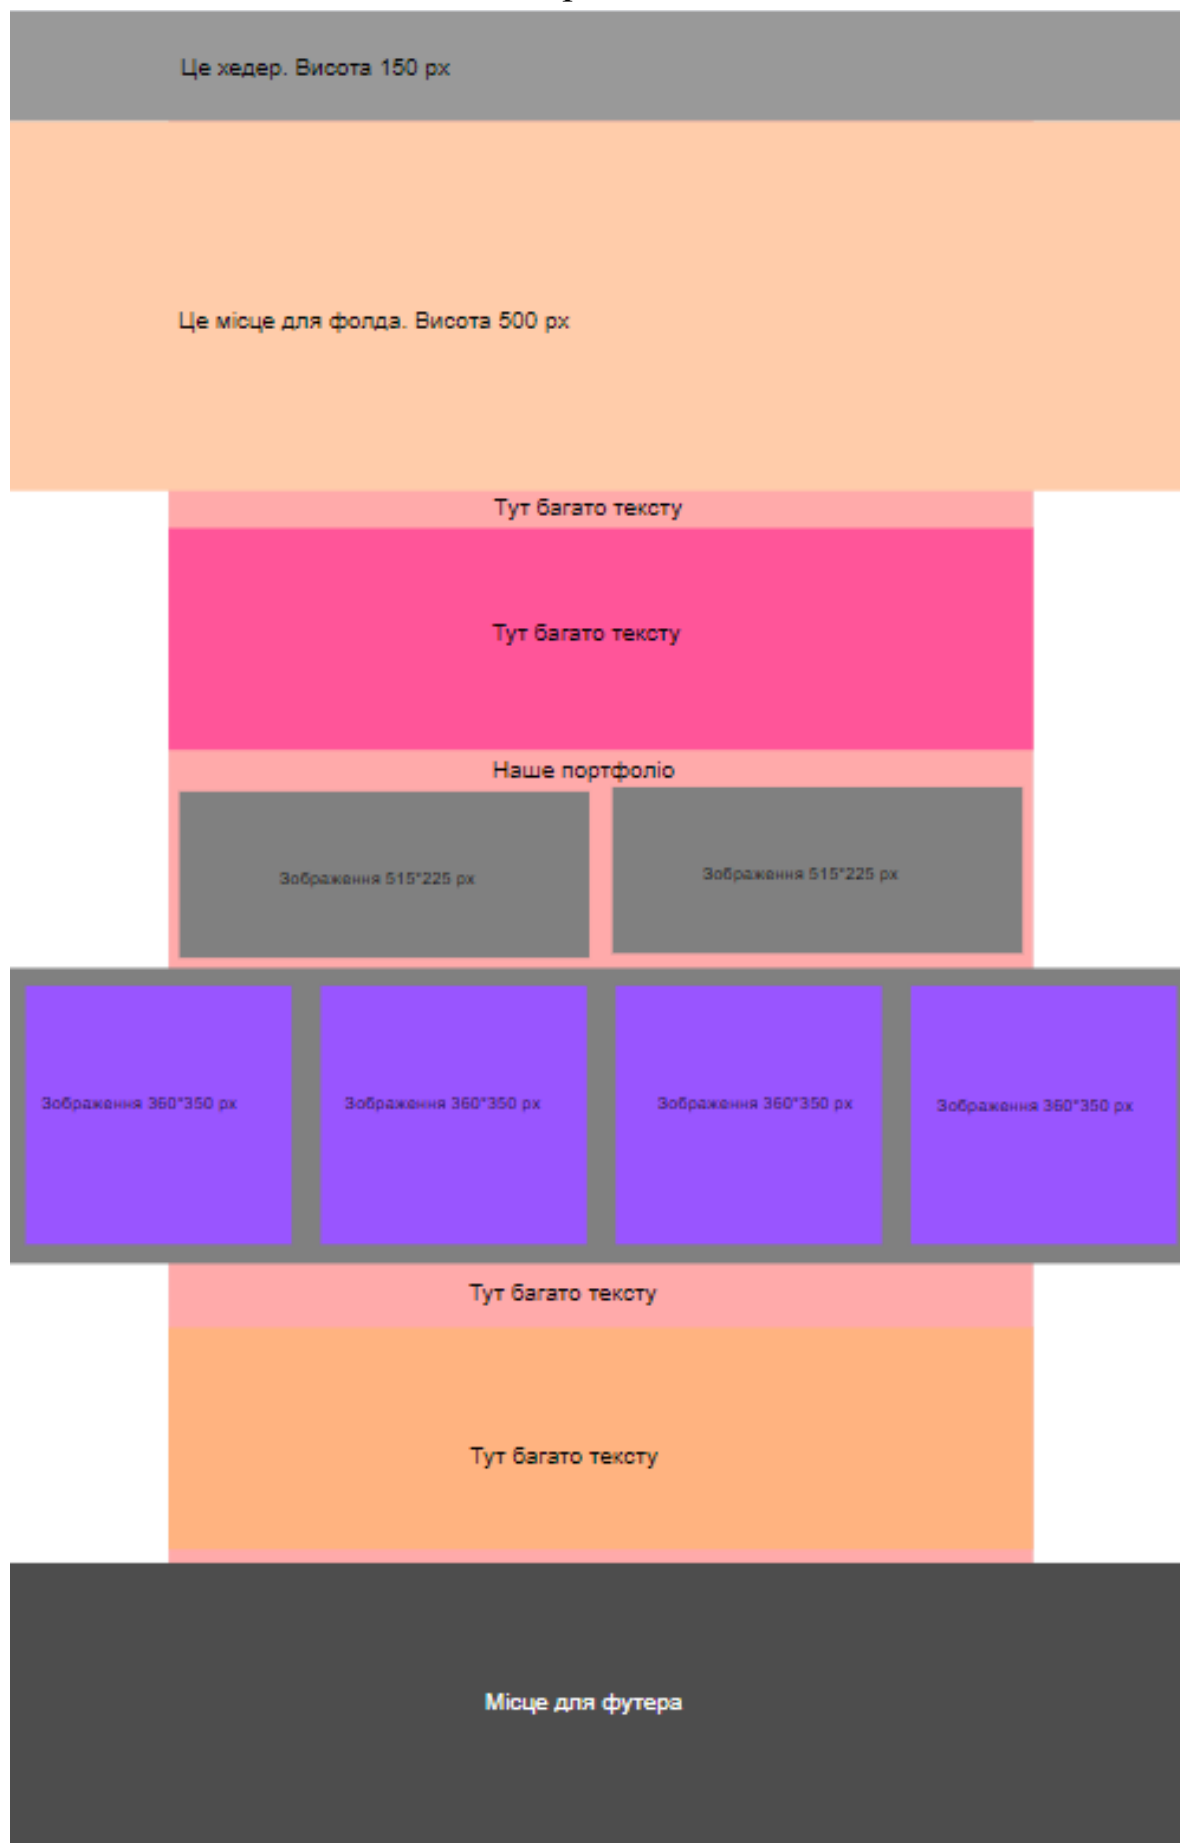 Це хедер. Висота 150 px
Це місце для фолда. Висота 500 px
Тут багато тексту
Тут багато тексту
Наше портфоліо
Зображення 515*225 px
Зображення 515*225 px
Зображення 360*350 px
Зображення 360*350 px
Зображення 360*350 px
Зображення 360*350 px
Тут багато тексту
Тут багато тексту
Місце для футера